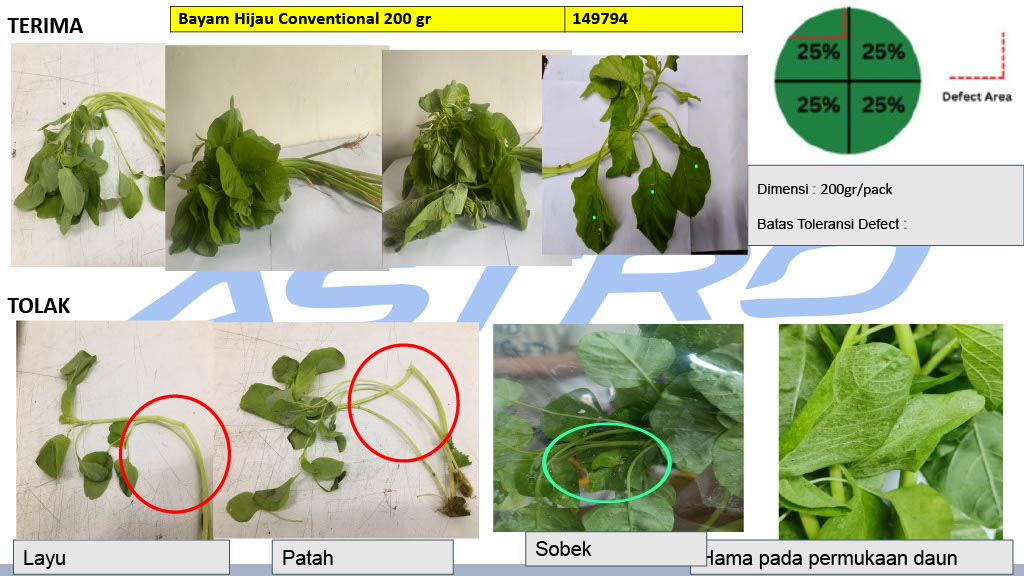 TERIMA
Bayam Hijau Conventional 200 gr
149794
25%
25%
25%
25%
Defect Area
Dimensi : 200gr/pack
Batas Toleransi Defect :
ASTRO
TOLAK
Layu
Patah
Sobek
Hama pada permukaan daun